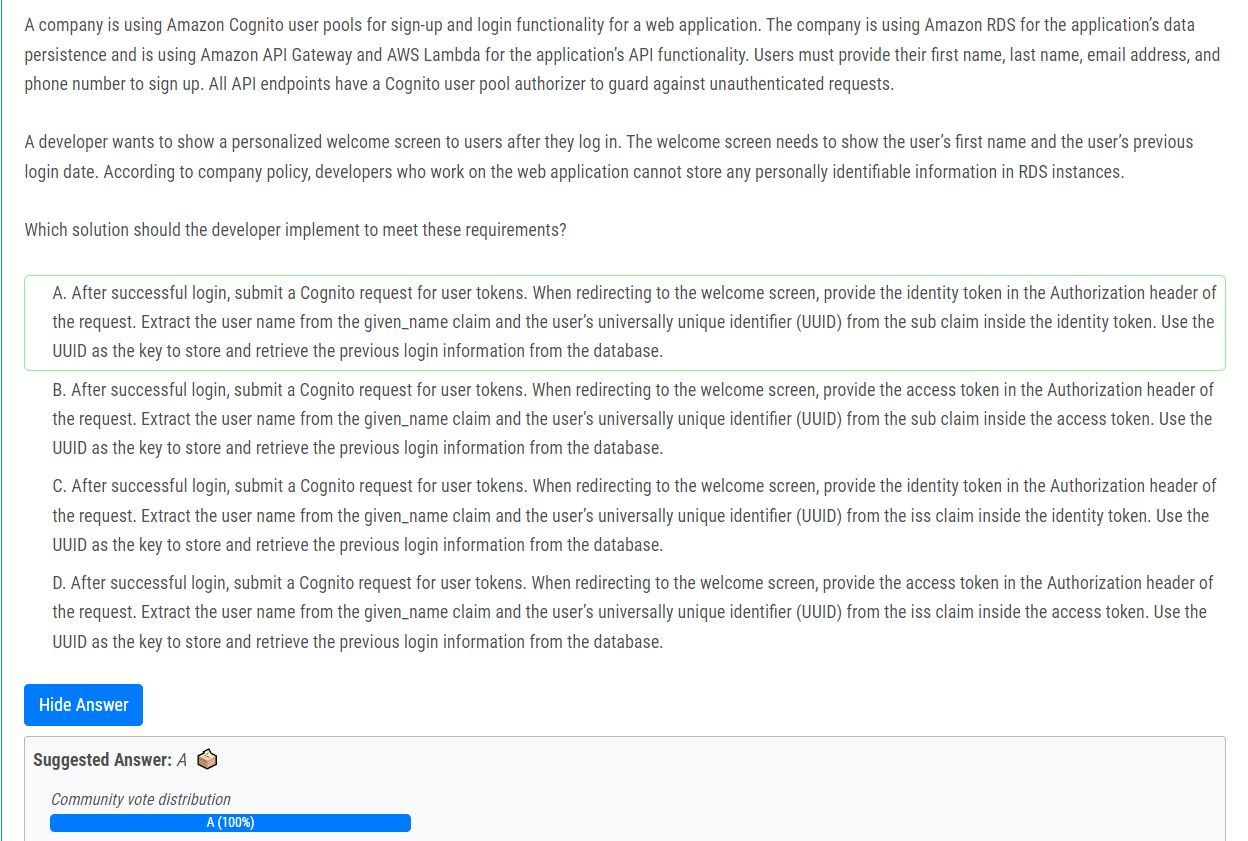 A company is using Amazon Cognito user pools for sign-up and login functionality for a web application. The company is using Amazon RDS for the application’s data
persistence and is using Amazon API Gateway and AWS Lambda for the application’s API functionality. Users must provide their first name, last name, email address, and
phone number to sign up. All API endpoints have a Cognito user pool authorizer to guard against unauthenticated requests.
A developer wants to show a personalized welcome screen to users after they log in. The welcome screen needs to show the user’s first name and the user’s previous
login date. According to company policy, developers who work on the web application cannot store any personally identifiable information in RDS instances.
Which solution should the developer implement to meet these requirements?
A. After successful login, submit a Cognito request for user tokens. When redirecting to the welcome screen, provide the identity token in the Authorization header of
the request. Extract the user name from the given_name claim and the user’s universally unique identifier (UUID) from the sub claim inside the identity token. Use the
UUID as the key to store and retrieve the previous login information from the database.
B. After successful login, submit a Cognito request for user tokens. When redirecting to the welcome screen, provide the access token in the Authorization header of
the request. Extract the user name from the given_name claim and the user’s universally unique identifier (UUID) from the sub claim inside the access token. Use the
UUID as the key to store and retrieve the previous login information from the database.
C. After successful login, submit a Cognito request for user tokens. When redirecting to the welcome screen, provide the identity token in the Authorization header of
the request. Extract the user name from the given_name claim and the user’s universally unique identifier (UUID) from the iss claim inside the identity token. Use the
UUID as the key to store and retrieve the previous login information from the database.
D. After successful login, submit a Cognito request for user tokens. When redirecting to the welcome screen, provide the access token in the Authorization header of
the request. Extract the user name from the given_name claim and the user’s universally unique identifier (UUID) from the iss claim inside the access token. Use the
UUID as the key to store and retrieve the previous login information from the database.
Hide Answer
Suggested Answer: A
Community vote distribution
A (100%)